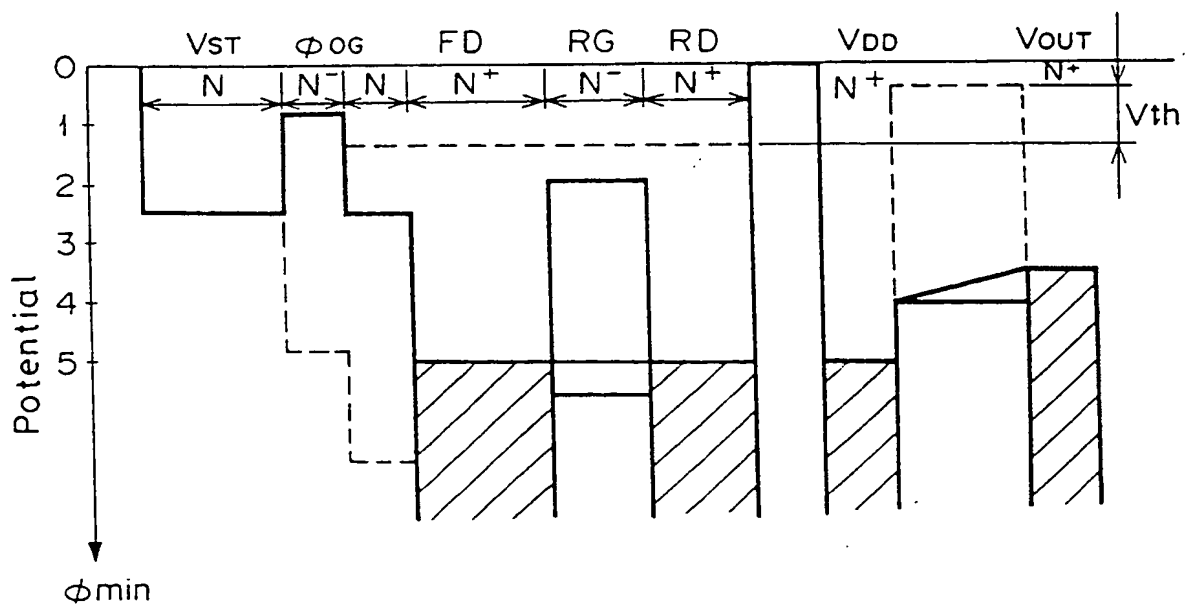 VST φOG FD RG RD VDD VOUT
0 N N⁻ N N⁺ N⁻ N⁺ N⁺ N⁺
1
Vth
2
3
4
5
Potential
φmin